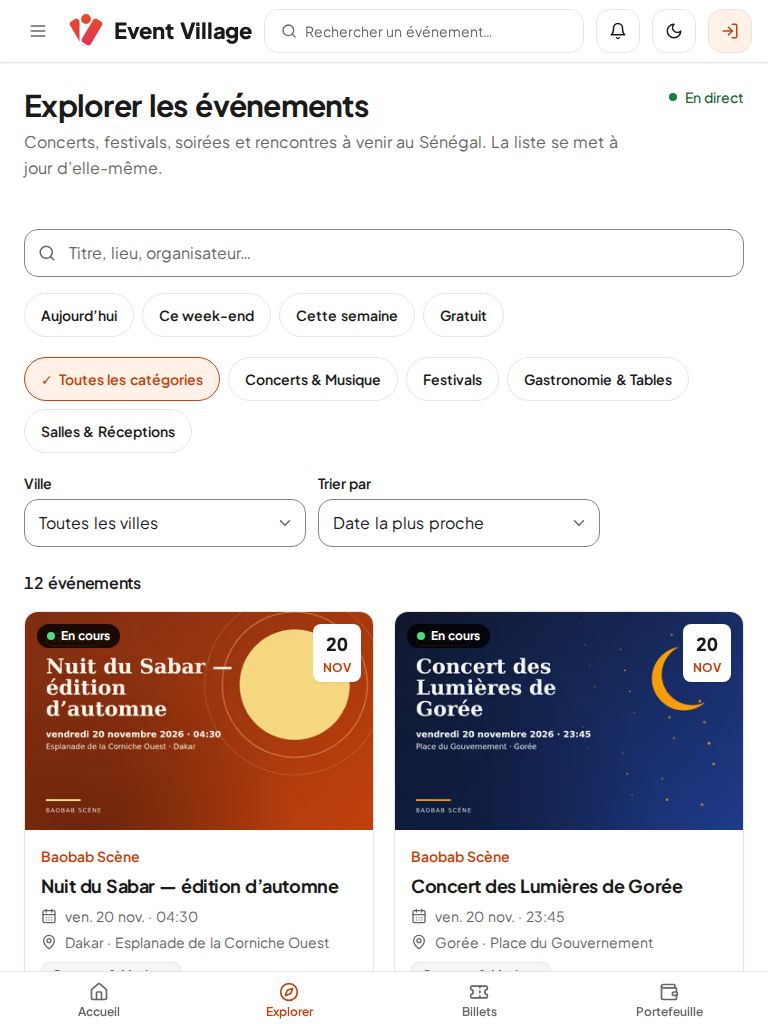 Event Village
Rechercher un événement…
Explorer les événements
En direct
Concerts, festivals, soirées et rencontres à venir au Sénégal. La liste se met à
jour d’elle-même.
Titre, lieu, organisateur…
Aujourd’hui
Ce week-end
Cette semaine
Gratuit
✓ Toutes les catégories
Concerts & Musique
Festivals
Gastronomie & Tables
Salles & Réceptions
Ville
Trier par
Toutes les villes
Date la plus proche
12 événements
En cours
20
NOV
Nuit du Sabar —
édition
d’automne
vendredi 20 novembre 2026 · 04:30
Esplanade de la Corniche Ouest · Dakar
BAOBAB SCÈNE
Baobab Scène
Nuit du Sabar — édition d’automne
ven. 20 nov. · 04:30
Dakar · Esplanade de la Corniche Ouest
En cours
20
NOV
Concert des
Lumières de
Gorée
vendredi 20 novembre 2026 · 23:45
Place du Gouvernement · Gorée
BAOBAB SCÈNE
Baobab Scène
Concert des Lumières de Gorée
ven. 20 nov. · 23:45
Gorée · Place du Gouvernement
Accueil
Explorer
Billets
Portefeuille